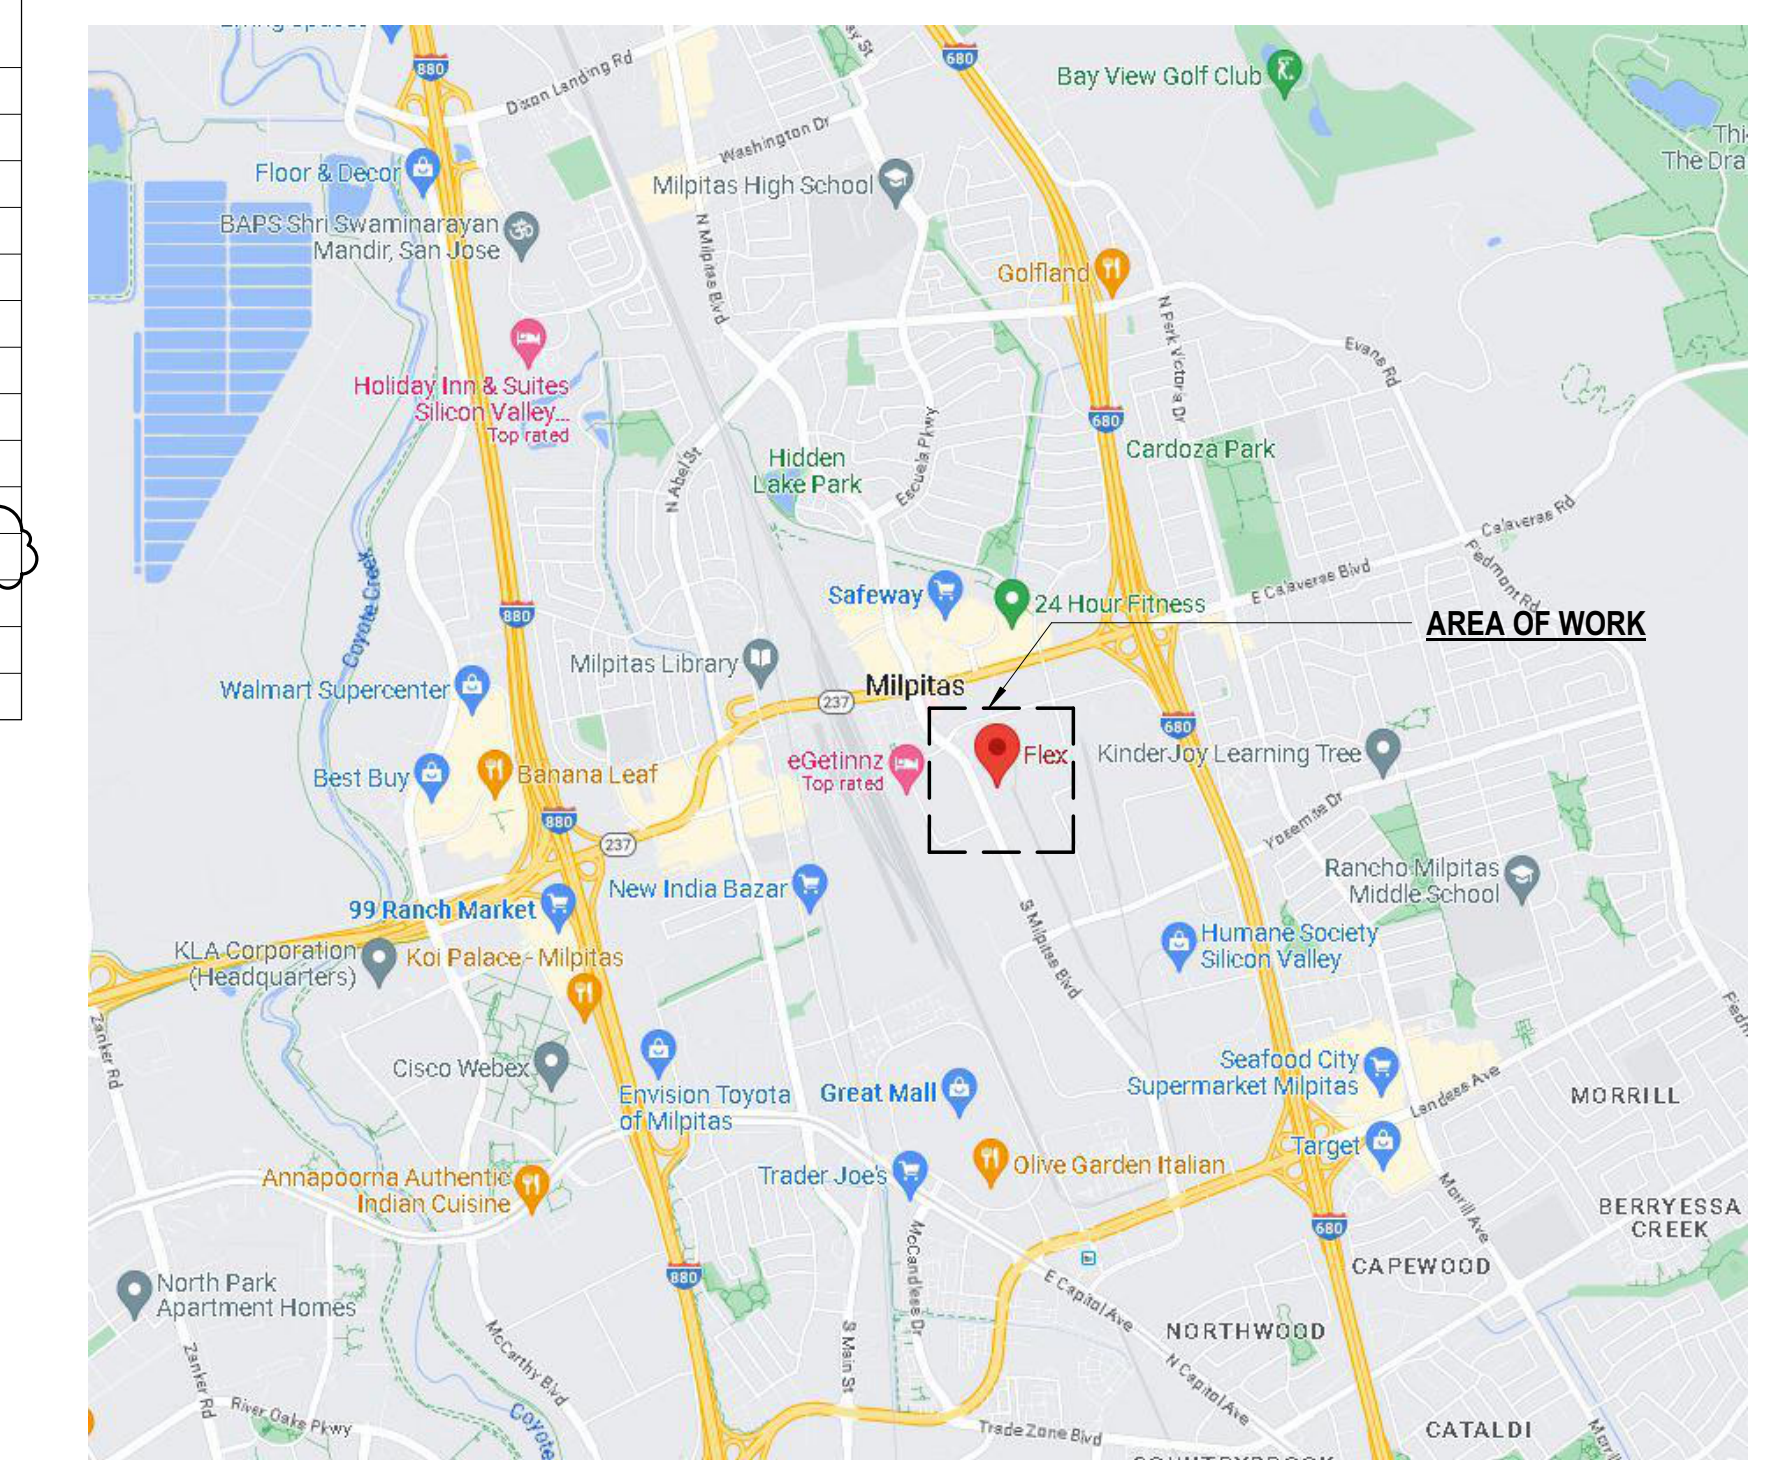 880
680
Dixon Landing Rd
Bay View Golf Club
The Dra
Washington Dr
Floor & Decor
Milpitas High School
BAPS Shri Swaminarayan
Mandir, San Jose
N Milpitas Blvd
Golfland
N Park Victoria Dr
Evans Rd
Holiday Inn & Suites
Silicon Valley...
Top rated
680
Cardoza Park
Hidden
Lake Park
Escuela Pkwy
N Abel St
Calaveras Rd
Piedmont Rd
E Calaveras Blvd
Coyote Creek
Safeway
24 Hour Fitness
880
AREA OF WORK
Milpitas Library
Walmart Supercenter
Milpitas
237
680
Flex
KinderJoy Learning Tree
eGetinnz
Top rated
Best Buy
Banana Leaf
880
237
Yosemite Dr
Rancho Milpitas
Middle School
New India Bazar
99 Ranch Market
S Milpitas Blvd
Humane Society
Silicon Valley
KLA Corporation
(Headquarters)
Koi Palace - Milpitas
Zanker Rd
Cisco Webex
Envision Toyota
of Milpitas
Great Mall
Seafood City
Supermarket Milpitas
Landess Ave
MORRILL
Target
Olive Garden Italian
Trader Joe's
Annapoorna Authentic
Indian Cuisine
Morrill Ave
BERRYESSA
CREEK
680
CAPEWOOD
880
McCandless Dr
E Capitol Ave
North Park
Apartment Homes
NORTHWOOD
S Main St
McCarthy Blvd
Zanker Rd
N Capitol Ave
River Oaks Pkwy
Coyote
Trade Zone Blvd
CATALDI